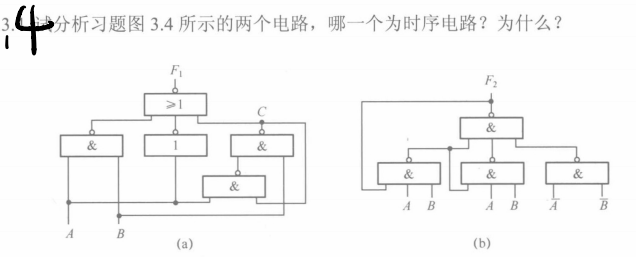 3.4 试分析习题图 3.4 所示的两个电路，哪一个为时序电路？为什么？
F₁ F₂
≥1 C &
& 1 & & & &
&
A B A B A̅ B̅
A B
(a) (b)